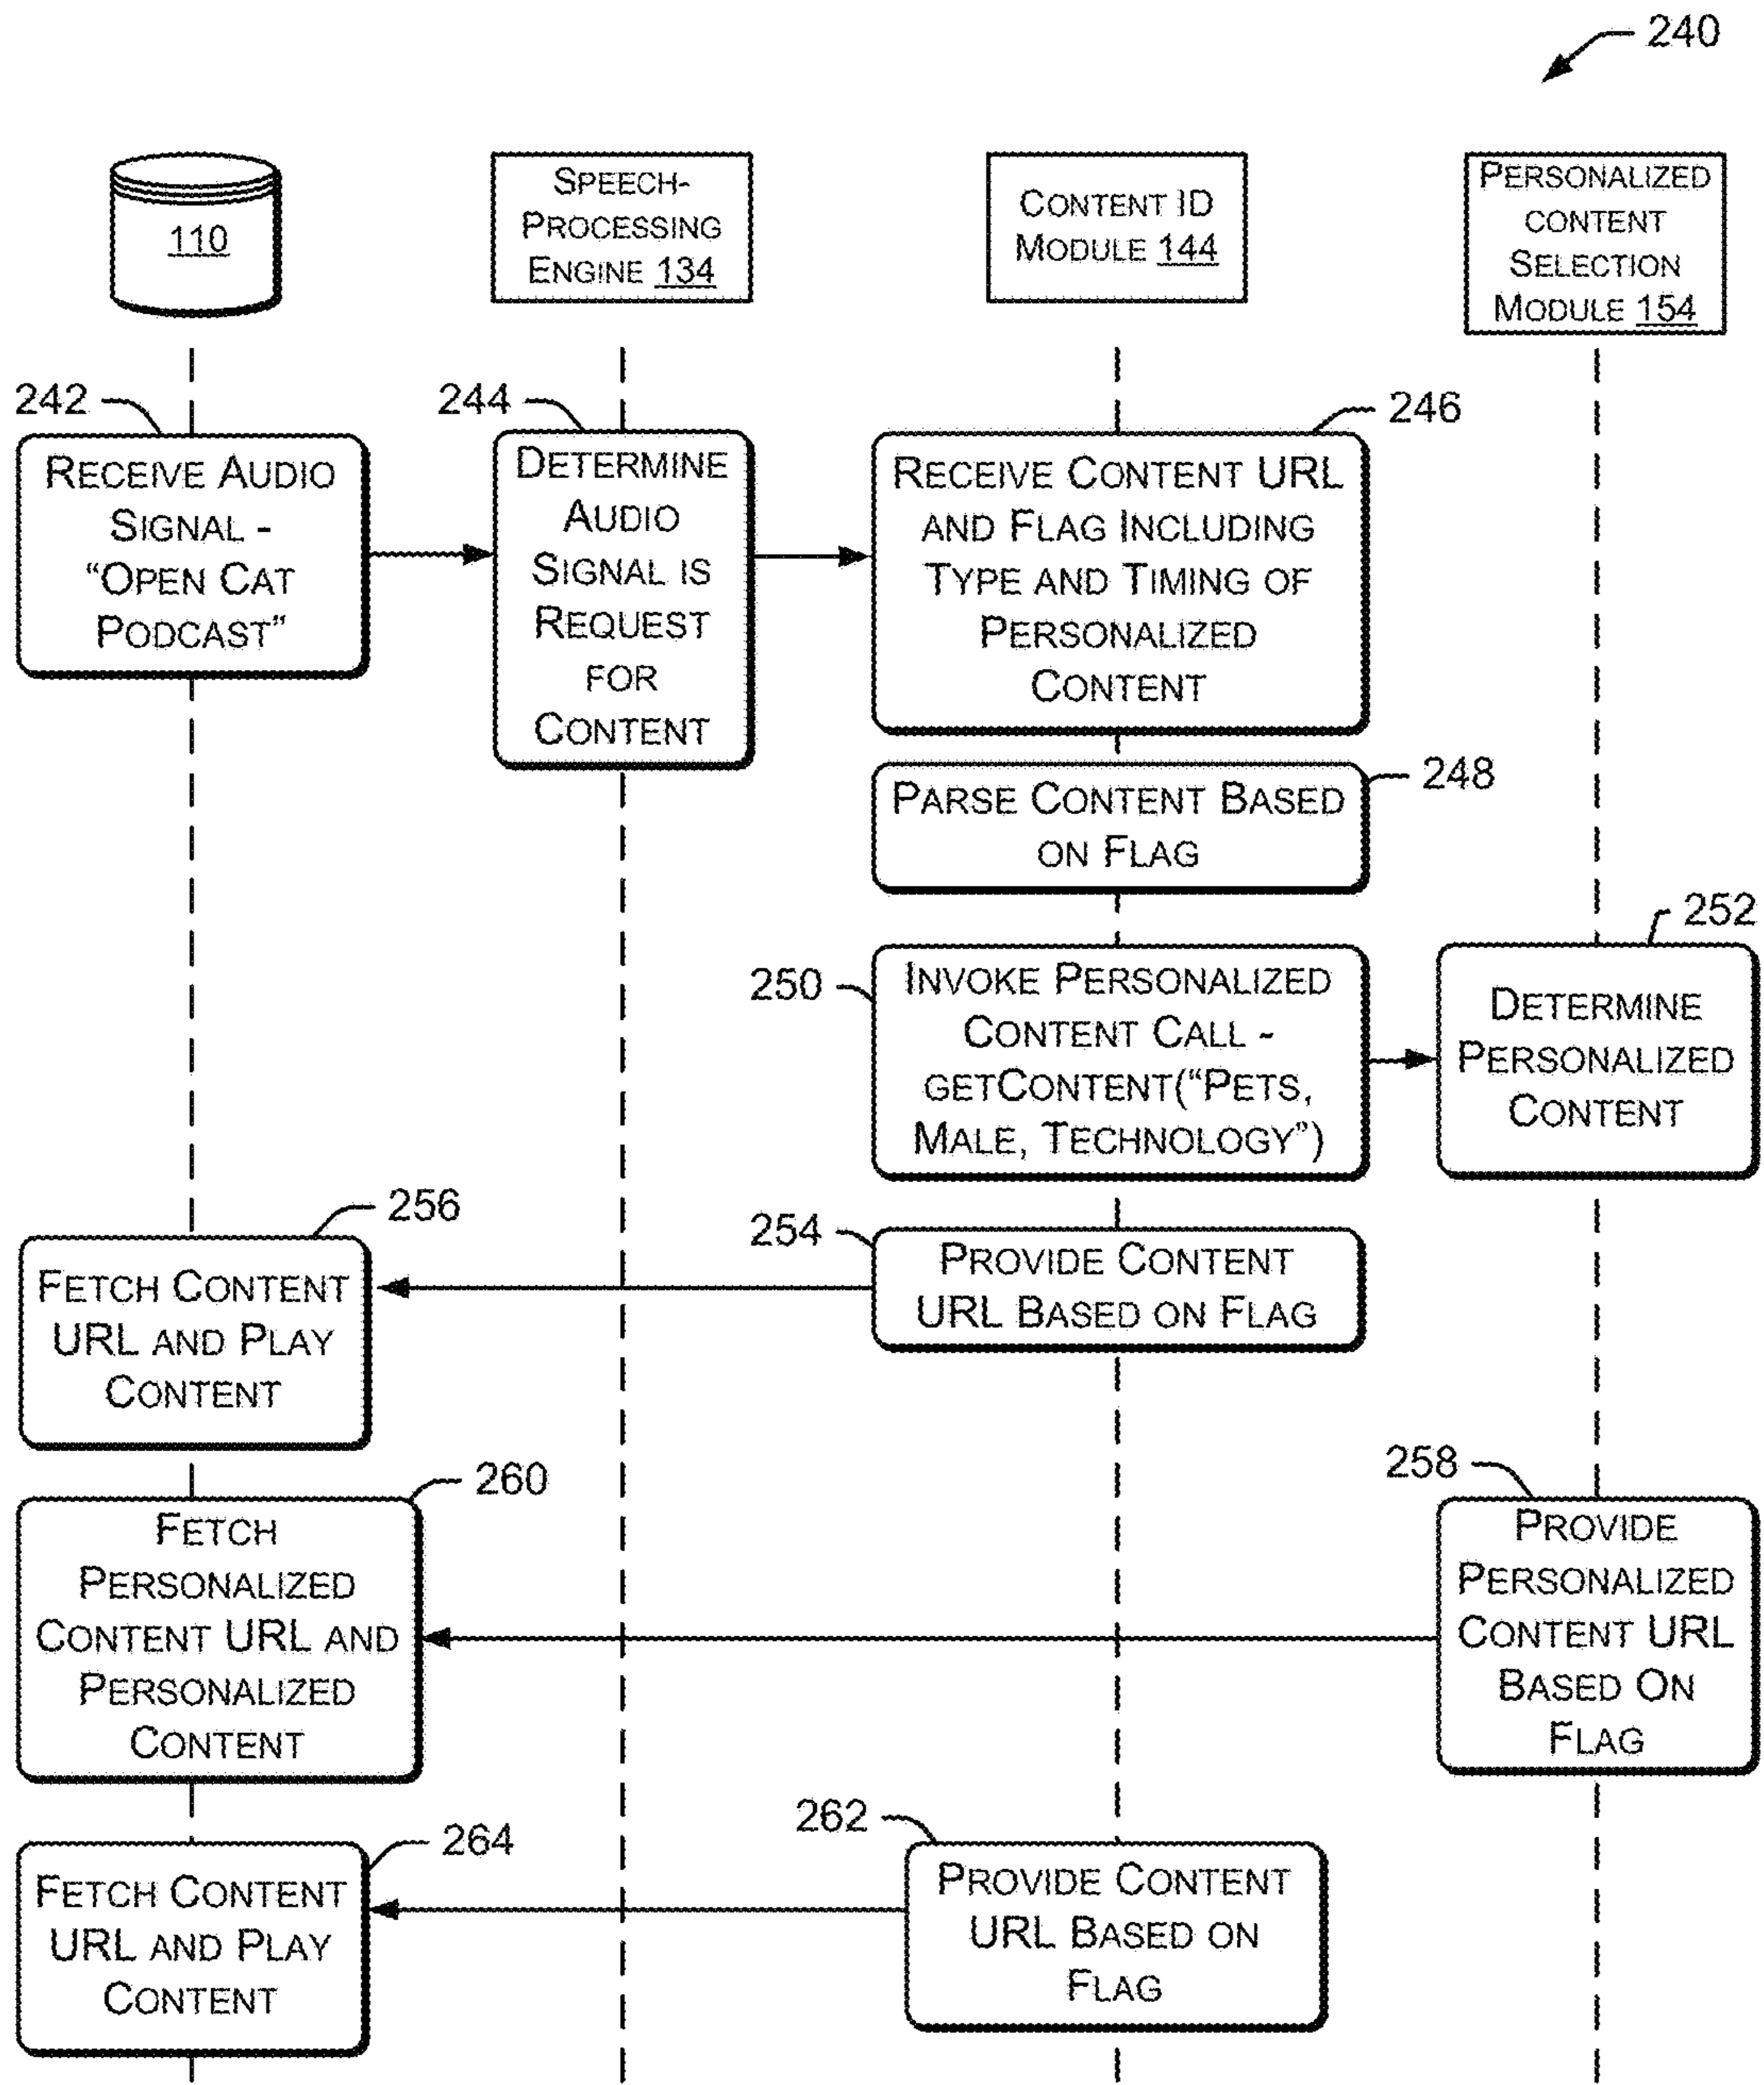 240
110
SPEECH-
PROCESSING
ENGINE 134
CONTENT ID
MODULE 144
PERSONALIZED
CONTENT
SELECTION
MODULE 154
242
RECEIVE AUDIO
SIGNAL -
“OPEN CAT
PODCAST”
244
DETERMINE
AUDIO
SIGNAL IS
REQUEST
FOR
CONTENT
246
RECEIVE CONTENT URL
AND FLAG INCLUDING
TYPE AND TIMING OF
PERSONALIZED
CONTENT
248
PARSE CONTENT BASED
ON FLAG
250
INVOKE PERSONALIZED
CONTENT CALL -
GETCONTENT(“PETS,
MALE, TECHNOLOGY”)
252
DETERMINE
PERSONALIZED
CONTENT
254
PROVIDE CONTENT
URL BASED ON FLAG
256
FETCH CONTENT
URL AND PLAY
CONTENT
258
PROVIDE
PERSONALIZED
CONTENT URL
BASED ON
FLAG
260
FETCH
PERSONALIZED
CONTENT URL AND
PERSONALIZED
CONTENT
262
PROVIDE CONTENT
URL BASED ON
FLAG
264
FETCH CONTENT
URL AND PLAY
CONTENT